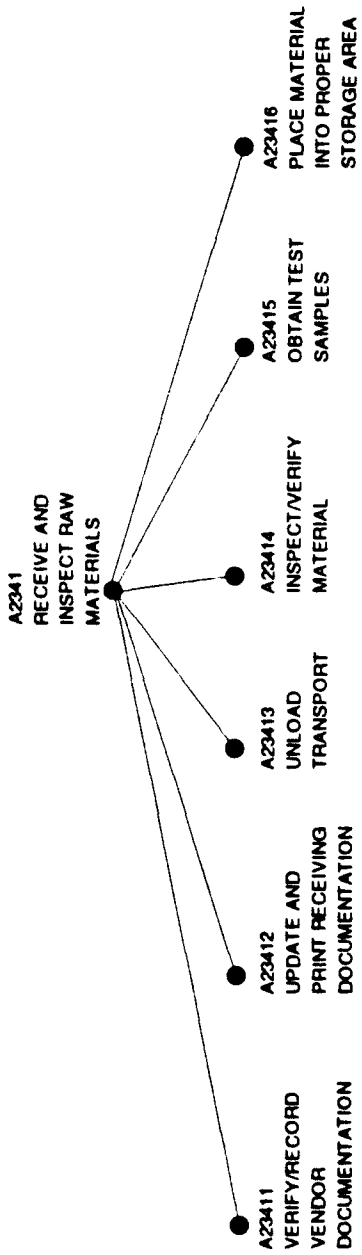 A2341
RECEIVE AND
INSPECT RAW
MATERIALS
A23411
VERIFY/RECORD
VENDOR
DOCUMENTATION
A23412
UPDATE AND
PRINT RECEIVING
DOCUMENTATION
A23413
UNLOAD
TRANSPORT
A23414
INSPECT/VERIFY
MATERIAL
A23415
OBTAIN TEST
SAMPLES
A23416
PLACE MATERIAL
INTO PROPER
STORAGE AREA